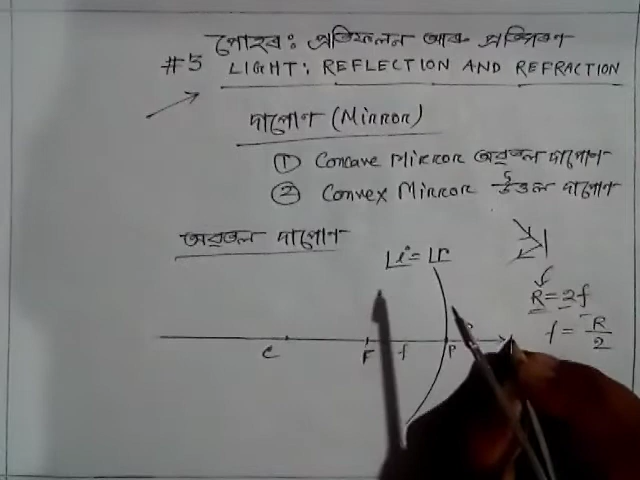 পোহৰ: প্ৰতিফলন আৰু প্ৰতিসৰণ
#5 LIGHT: REFLECTION AND REFRACTION
দাপোণ (Mirror)
① Concave Mirror অৱতল দাপোণ
② Convex Mirror উত্তল দাপোণ
অৱতল দাপোণ
∠i = ∠r
R = 2f
f = R/2
C F f P